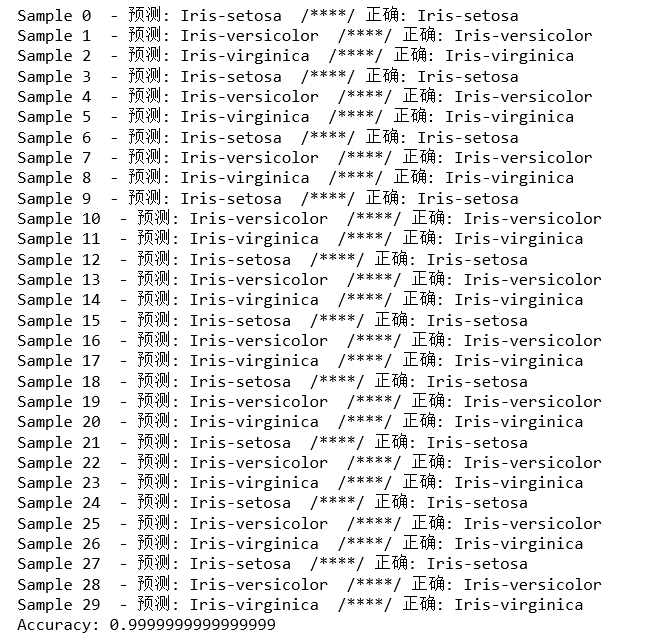 Sample 0  - 预测: Iris-setosa  /****/ 正确: Iris-setosa
Sample 1  - 预测: Iris-versicolor  /****/ 正确: Iris-versicolor
Sample 2  - 预测: Iris-virginica  /****/ 正确: Iris-virginica
Sample 3  - 预测: Iris-setosa  /****/ 正确: Iris-setosa
Sample 4  - 预测: Iris-versicolor  /****/ 正确: Iris-versicolor
Sample 5  - 预测: Iris-virginica  /****/ 正确: Iris-virginica
Sample 6  - 预测: Iris-setosa  /****/ 正确: Iris-setosa
Sample 7  - 预测: Iris-versicolor  /****/ 正确: Iris-versicolor
Sample 8  - 预测: Iris-virginica  /****/ 正确: Iris-virginica
Sample 9  - 预测: Iris-setosa  /****/ 正确: Iris-setosa
Sample 10  - 预测: Iris-versicolor  /****/ 正确: Iris-versicolor
Sample 11  - 预测: Iris-virginica  /****/ 正确: Iris-virginica
Sample 12  - 预测: Iris-setosa  /****/ 正确: Iris-setosa
Sample 13  - 预测: Iris-versicolor  /****/ 正确: Iris-versicolor
Sample 14  - 预测: Iris-virginica  /****/ 正确: Iris-virginica
Sample 15  - 预测: Iris-setosa  /****/ 正确: Iris-setosa
Sample 16  - 预测: Iris-versicolor  /****/ 正确: Iris-versicolor
Sample 17  - 预测: Iris-virginica  /****/ 正确: Iris-virginica
Sample 18  - 预测: Iris-setosa  /****/ 正确: Iris-setosa
Sample 19  - 预测: Iris-versicolor  /****/ 正确: Iris-versicolor
Sample 20  - 预测: Iris-virginica  /****/ 正确: Iris-virginica
Sample 21  - 预测: Iris-setosa  /****/ 正确: Iris-setosa
Sample 22  - 预测: Iris-versicolor  /****/ 正确: Iris-versicolor
Sample 23  - 预测: Iris-virginica  /****/ 正确: Iris-virginica
Sample 24  - 预测: Iris-setosa  /****/ 正确: Iris-setosa
Sample 25  - 预测: Iris-versicolor  /****/ 正确: Iris-versicolor
Sample 26  - 预测: Iris-virginica  /****/ 正确: Iris-virginica
Sample 27  - 预测: Iris-setosa  /****/ 正确: Iris-setosa
Sample 28  - 预测: Iris-versicolor  /****/ 正确: Iris-versicolor
Sample 29  - 预测: Iris-virginica  /****/ 正确: Iris-virginica
Accuracy: 0.9999999999999999